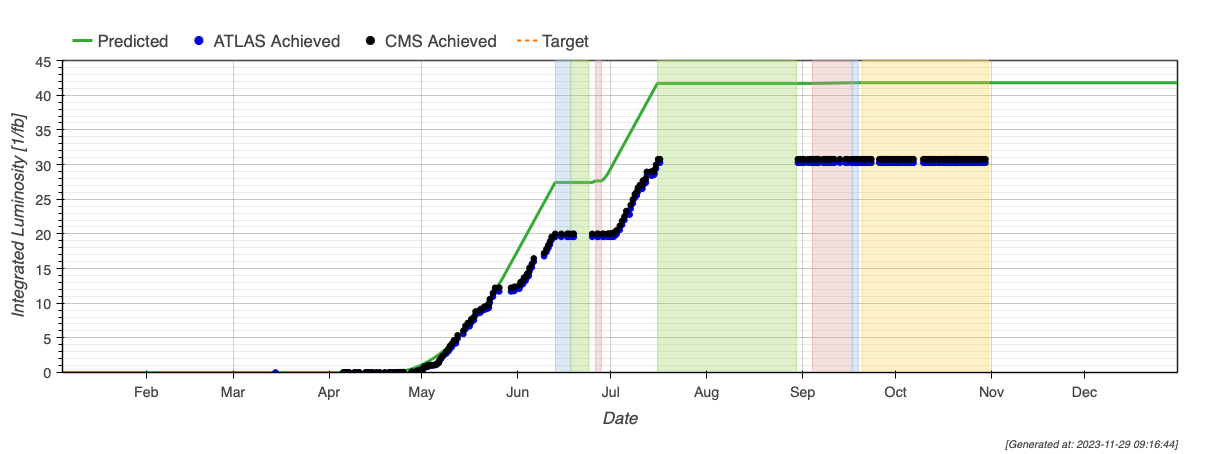 Predicted ATLAS Achieved CMS Achieved Target
45
40
35
30
25
20
15
10
5
0
Integrated Luminosity [1/fb]
Feb Mar Apr May Jun Jul Aug Sep Oct Nov Dec
Date
[Generated at: 2023-11-29 09:16:44]